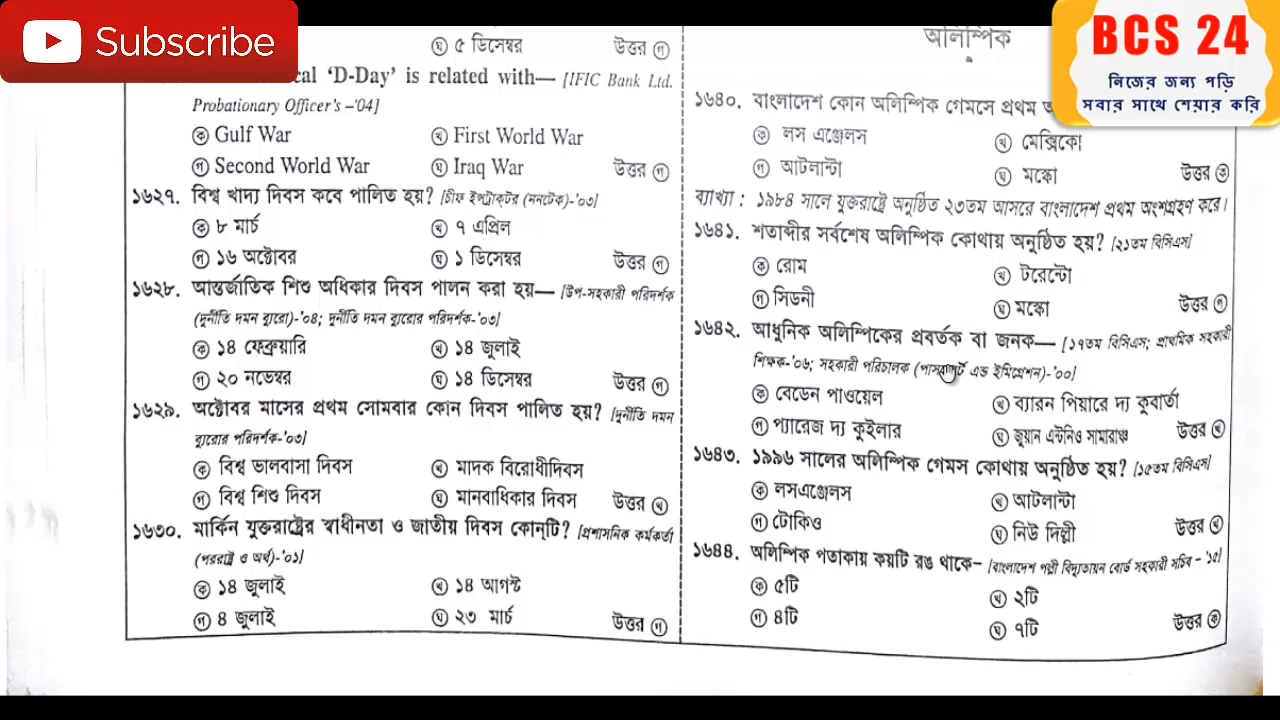 Subscribe
BCS 24
নিজের জন্য পড়ি
সবার সাথে শেয়ার করি
ঘ ৫ ডিসেম্বর উত্তর গ
‘D-Day’ is related with— [IFIC Bank Ltd.
Probationary Officer's –'04]
ক Gulf War খ First World War
গ Second World War ঘ Iraq War উত্তর গ
১৬২৭. বিশ্ব খাদ্য দিবস কবে পালিত হয়? [চীফ ইন্সট্রাক্টর (ননটেক)-'০৩]
ক ৮ মার্চ খ ৭ এপ্রিল
গ ১৬ অক্টোবর ঘ ১ ডিসেম্বর উত্তর গ
১৬২৮. আন্তর্জাতিক শিশু অধিকার দিবস পালন করা হয়— [উপ-সহকারী পরিদর্শক
(দুর্নীতি দমন ব্যুরো)-'০৪; দুর্নীতি দমন ব্যুরোর পরিদর্শক-'০৩]
ক ১৪ ফেব্রুয়ারি খ ১৪ জুলাই
গ ২০ নভেম্বর ঘ ১৪ ডিসেম্বর উত্তর গ
১৬২৯. অক্টোবর মাসের প্রথম সোমবার কোন দিবস পালিত হয়? [দুর্নীতি দমন
ব্যুরোর পরিদর্শক-'০৩]
ক বিশ্ব ভালবাসা দিবস খ মাদক বিরোধীদিবস
গ বিশ্ব শিশু দিবস ঘ মানবাধিকার দিবস উত্তর গ
১৬৩০. মার্কিন যুক্তরাষ্ট্রের স্বাধীনতা ও জাতীয় দিবস কোন্‌টি? [প্রশাসনিক কর্মকর্তা
(পররাষ্ট্র ও অর্থ)-'০১]
ক ১৪ জুলাই খ ১৪ আগস্ট
গ ৪ জুলাই ঘ ২৩ মার্চ উত্তর গ
অলিম্পিক
১৬৪০. বাংলাদেশ কোন অলিম্পিক গেমসে প্রথম
ক লস এঞ্জেলস খ মেক্সিকো
গ আটলান্টা ঘ মস্কো উত্তর ক
ব্যাখ্যা : ১৯৮৪ সালে যুক্তরাষ্ট্রে অনুষ্ঠিত ২৩তম আসরে বাংলাদেশ প্রথম অংশগ্রহণ করে।
১৬৪১. শতাব্দীর সর্বশেষ অলিম্পিক কোথায় অনুষ্ঠিত হয়? [২১তম বিসিএস]
ক রোম খ টরেন্টো
গ সিডনী ঘ মস্কো উত্তর গ
১৬৪২. আধুনিক অলিম্পিকের প্রবর্তক বা জনক— [১৭তম বিসিএস; প্রাথমিক সহকারী
শিক্ষক-'০৬; সহকারী পরিচালক (পাসপোর্ট এন্ড ইমিগ্রেশন)-'০০]
ক বেডেন পাওয়েল খ ব্যারন পিয়ারে দ্য কুবার্তা
গ প্যারেজ দ্য কুইলার ঘ জুয়ান এন্টনিও সামারাঞ্চ উত্তর খ
১৬৪৩. ১৯৯৬ সালের অলিম্পিক গেমস কোথায় অনুষ্ঠিত হয়? [১৫তম বিসিএস]
ক লসএঞ্জেলস খ আটলান্টা
গ টোকিও ঘ নিউ দিল্লী উত্তর খ
১৬৪৪. অলিম্পিক পতাকায় কয়টি রঙ থাকে– [বাংলাদেশ পল্লী বিদ্যুতায়ন বোর্ড সহকারী সচিব – '১৫]
ক ৫টি খ ২টি
গ ৪টি ঘ ৭টি উত্তর ক